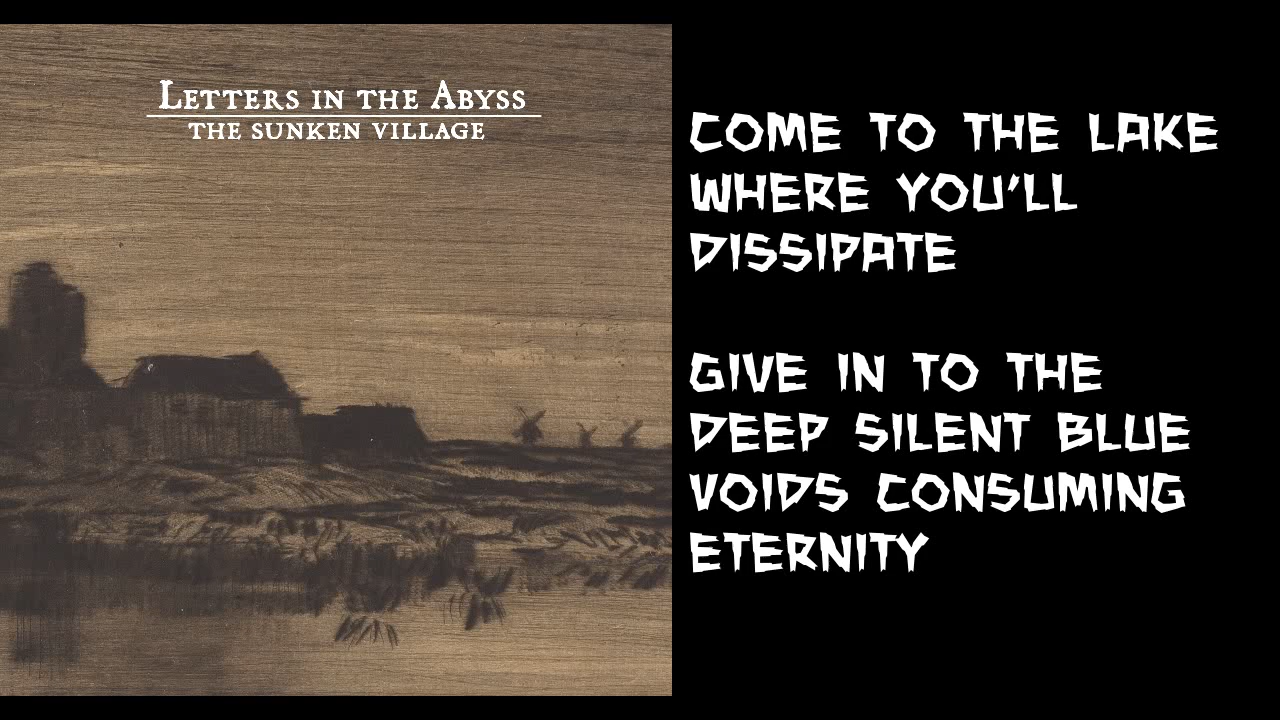 Letters in the Abyss
the sunken village
COME TO THE LAKE
WHERE YOU'LL
DISSIPATE
GIVE IN TO THE
DEEP SILENT BLUE
VOIDS CONSUMING
ETERNITY